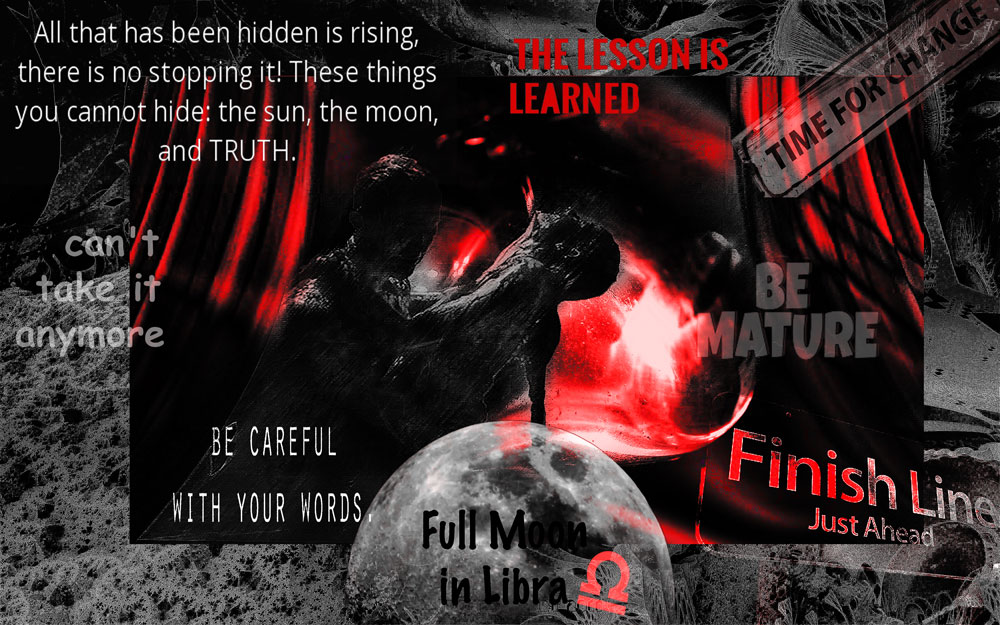 All that has been hidden is rising,
there is no stopping it! These things
you cannot hide: the sun, the moon,
and TRUTH.
THE LESSON IS
LEARNED
TIME FOR CHANGE
can't
take it
anymore
BE
MATURE
BE CAREFUL
WITH YOUR WORDS.
Finish Line
Just Ahead
Full Moon
in Libra